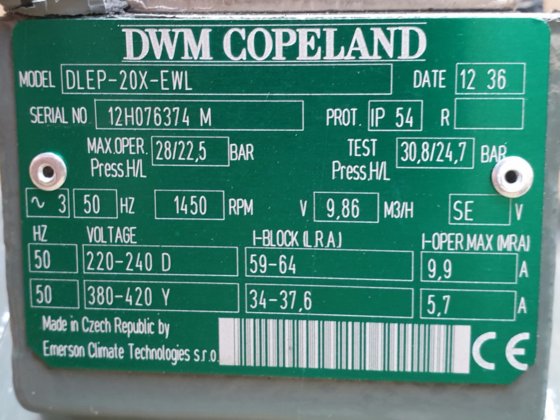 DWM COPELAND
MODEL DLEP-20X-EWL DATE 12 36
SERIAL NO. 12H076374 M PROT. IP 54 R
MAX.OPER. Press.H/L 28/22,5 BAR TEST Press.H/L 30,8/24,7 BAR
~ 3 50 HZ 1450 RPM V 9,86 M3/H SE V
HZ VOLTAGE I-BLOCK (L.R.A.) I-OPER MAX (MRA)
50 220-240 D 59-64 9,9 A
50 380-420 Y 34-37,6 5,7 A
Made in Czech Republic by
Emerson Climate Technologies s.r.o. CE